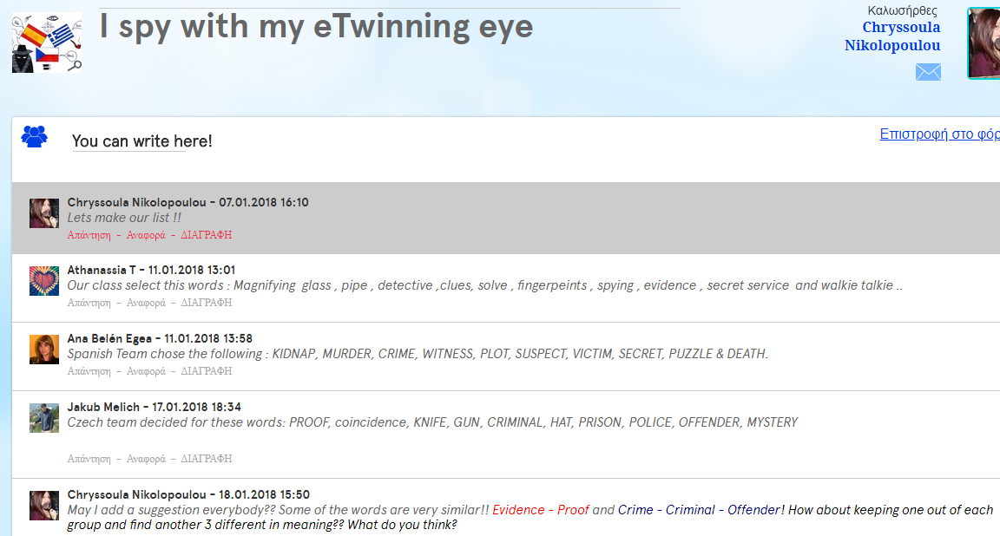 I spy with my eTwinning eye
Καλωσήρθες
Chryssoula
Nikolopoulou
You can write here!
Επιστροφή στο φόρ
Chryssoula Nikolopoulou - 07.01.2018 16:10
Lets make our list !!
Απάντηση - Αναφορά - ΔΙΑΓΡΑΦΗ
Athanassia T - 11.01.2018 13:01
Our class select this words : Magnifying glass , pipe , detective ,clues, solve , fingerpeints , spying , evidence , secret service and walkie talkie ..
Απάντηση - Αναφορά - ΔΙΑΓΡΑΦΗ
Ana Belén Egea - 11.01.2018 13:58
Spanish Team chose the following : KIDNAP, MURDER, CRIME, WITNESS, PLOT, SUSPECT, VICTIM, SECRET, PUZZLE & DEATH.
Απάντηση - Αναφορά - ΔΙΑΓΡΑΦΗ
Jakub Melich - 17.01.2018 18:34
Czech team decided for these words: PROOF, coincidence, KNIFE, GUN, CRIMINAL, HAT, PRISON, POLICE, OFFENDER, MYSTERY
Απάντηση - Αναφορά - ΔΙΑΓΡΑΦΗ
Chryssoula Nikolopoulou - 18.01.2018 15:50
May I add a suggestion everybody?? Some of the words are very similar!! Evidence - Proof and Crime - Criminal - Offender! How about keeping one out of each
group and find another 3 different in meaning?? What do you think?